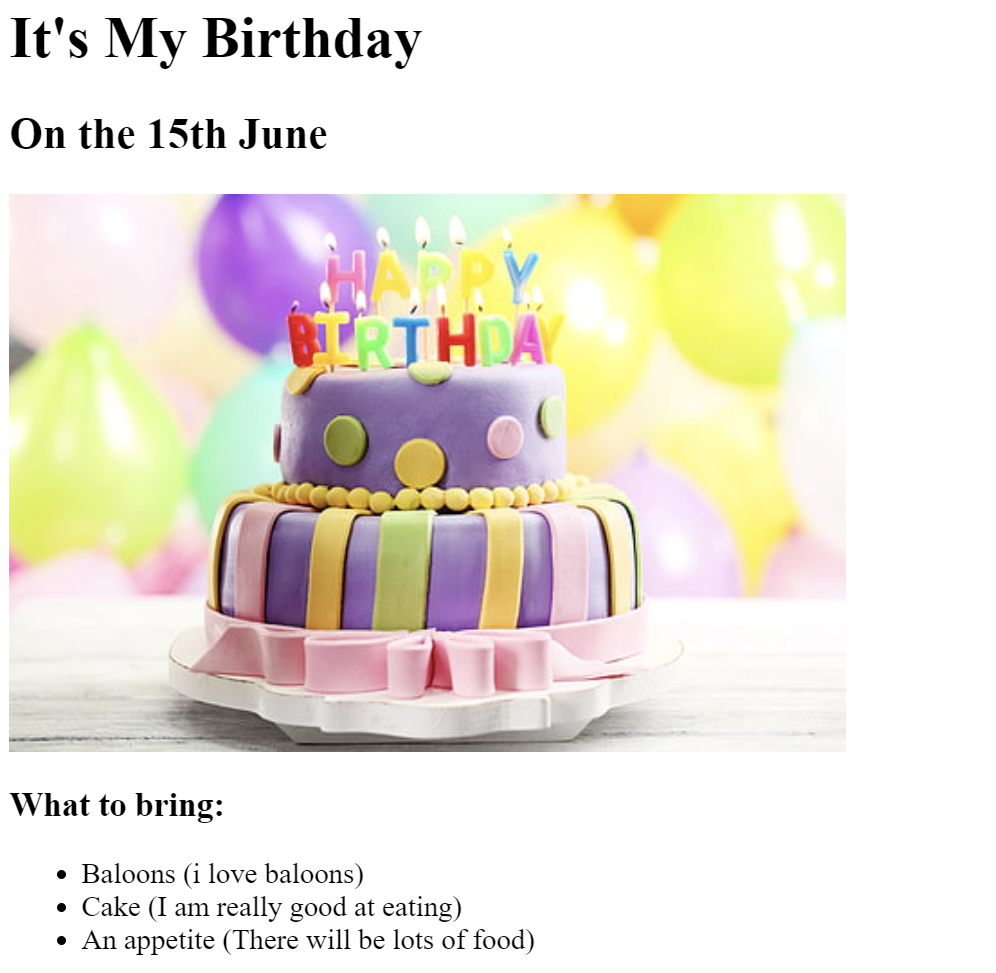 It's My Birthday
On the 15th June
HAPPY
BIRTHDAY
What to bring:
Baloons (i love baloons)
Cake (I am really good at eating)
An appetite (There will be lots of food)